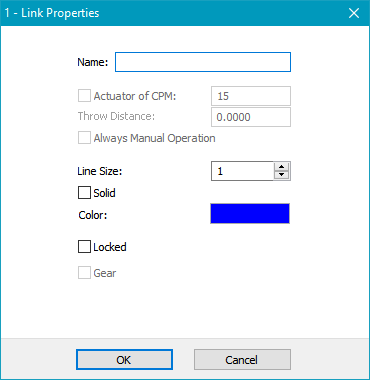 1 - Link Properties
Name:
Actuator of CPM: 15
Throw Distance: 0.0000
Always Manual Operation
Line Size: 1
Solid
Color:
Locked
Gear
OK Cancel